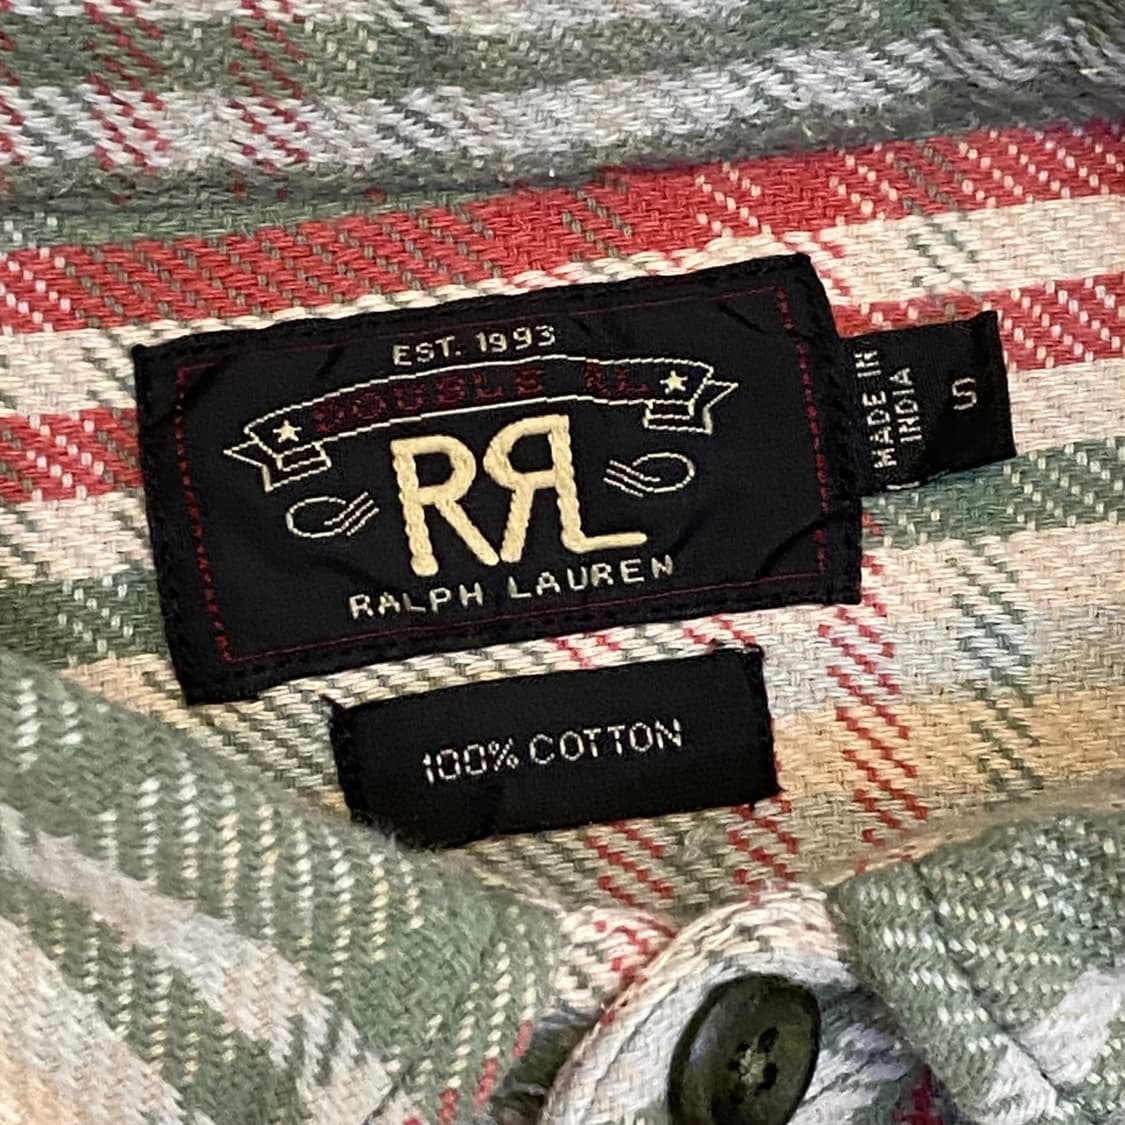 EST. 1993
DOUBLE RL
RRL
RALPH LAUREN
MADE IN
INDIA
S
100% COTTON